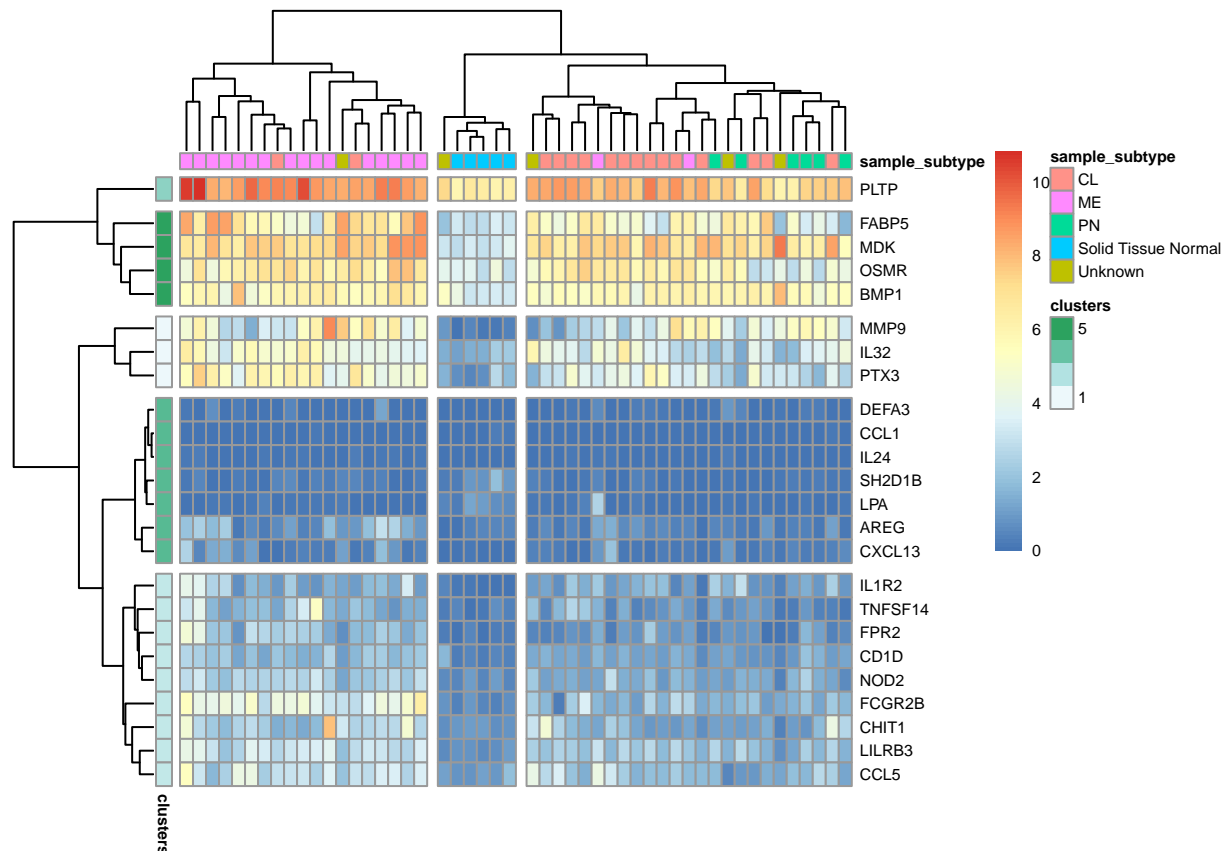 sample_subtype
PLTP
FABP5
MDK
OSMR
BMP1
MMP9
IL32
PTX3
DEFA3
CCL1
IL24
SH2D1B
LPA
AREG
CXCL13
IL1R2
TNFSF14
FPR2
CD1D
NOD2
FCGR2B
CHIT1
LILRB3
CCL5
clusters
10
8
6
4
2
0
sample_subtype
CL
ME
PN
Solid Tissue Normal
Unknown
clusters
5
1